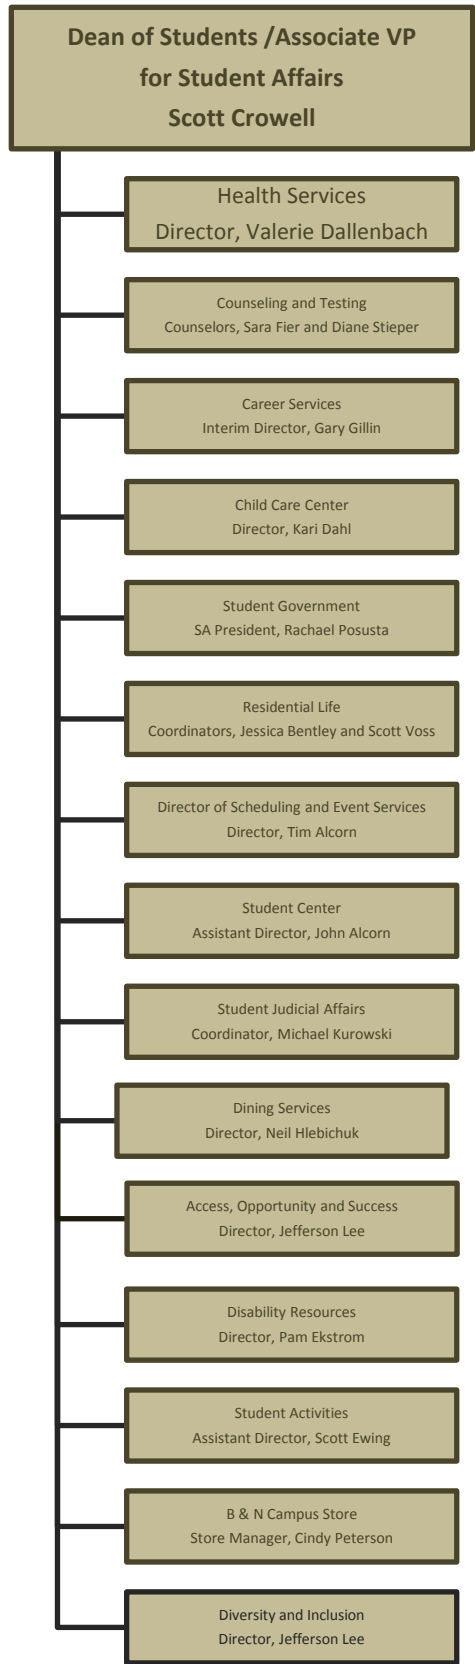 Dean of Students /Associate VP
for Student Affairs
Scott Crowell
Health Services
Director, Valerie Dallenbach
Counseling and Testing
Counselors, Sara Fier and Diane Stieper
Career Services
Interim Director, Gary Gillin
Child Care Center
Director, Kari Dahl
Student Government
SA President, Rachael Posusta
Residential Life
Coordinators, Jessica Bentley and Scott Voss
Director of Scheduling and Event Services
Director, Tim Alcorn
Student Center
Assistant Director, John Alcorn
Student Judicial Affairs
Coordinator, Michael Kurowski
Dining Services
Director, Neil Hlebichuk
Access, Opportunity and Success
Director, Jefferson Lee
Disability Resources
Director, Pam Ekstrom
Student Activities
Assistant Director, Scott Ewing
B & N Campus Store
Store Manager, Cindy Peterson
Diversity and Inclusion
Director, Jefferson Lee